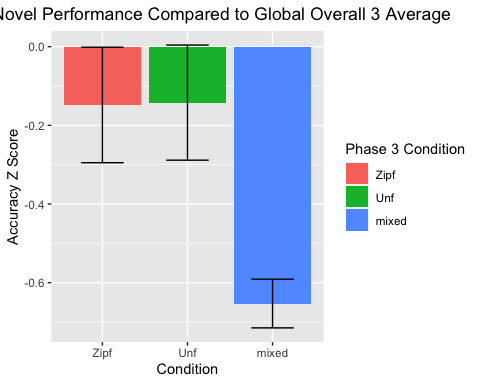 Novel Performance Compared to Global Overall 3 Average
0.0
-0.2
-0.4
-0.6
Accuracy Z Score
Zipf
Unf
mixed
Condition
Phase 3 Condition
Zipf
Unf
mixed